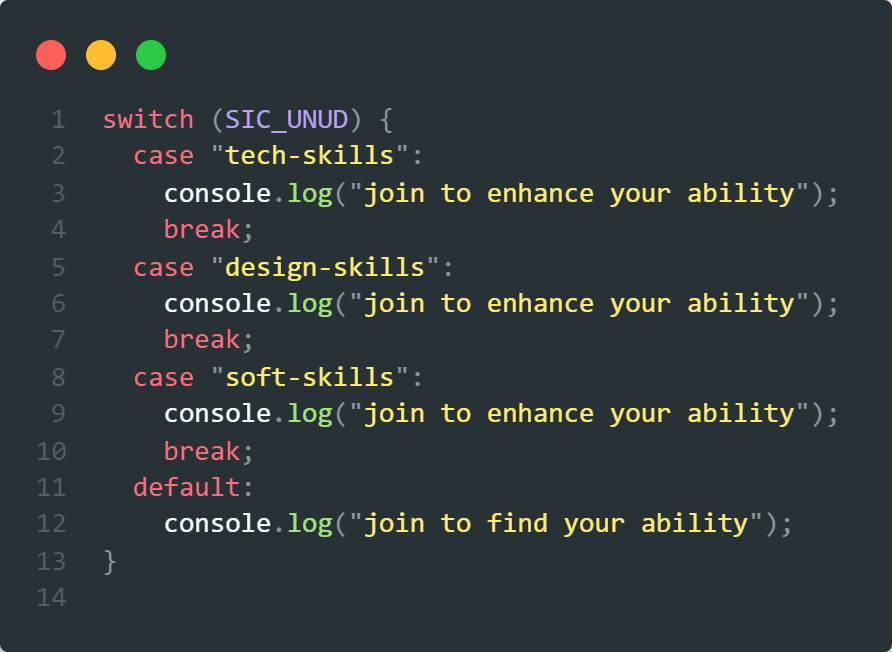 1 switch (SIC_UNUD) {
2   case "tech-skills":
3     console.log("join to enhance your ability");
4     break;
5   case "design-skills":
6     console.log("join to enhance your ability");
7     break;
8   case "soft-skills":
9     console.log("join to enhance your ability");
10     break;
11   default:
12     console.log("join to find your ability");
13 }
14